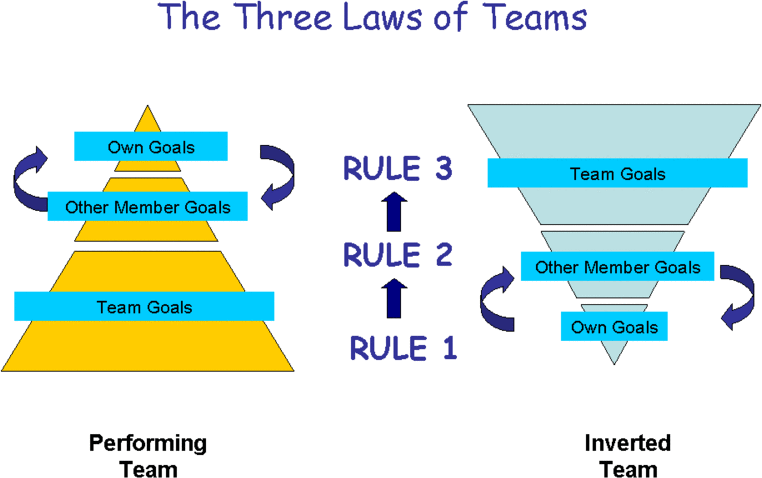 The Three Laws of Teams
Own Goals
Other Member Goals
Team Goals
Performing
Team
RULE 3
RULE 2
RULE 1
Team Goals
Other Member Goals
Own Goals
Inverted
Team